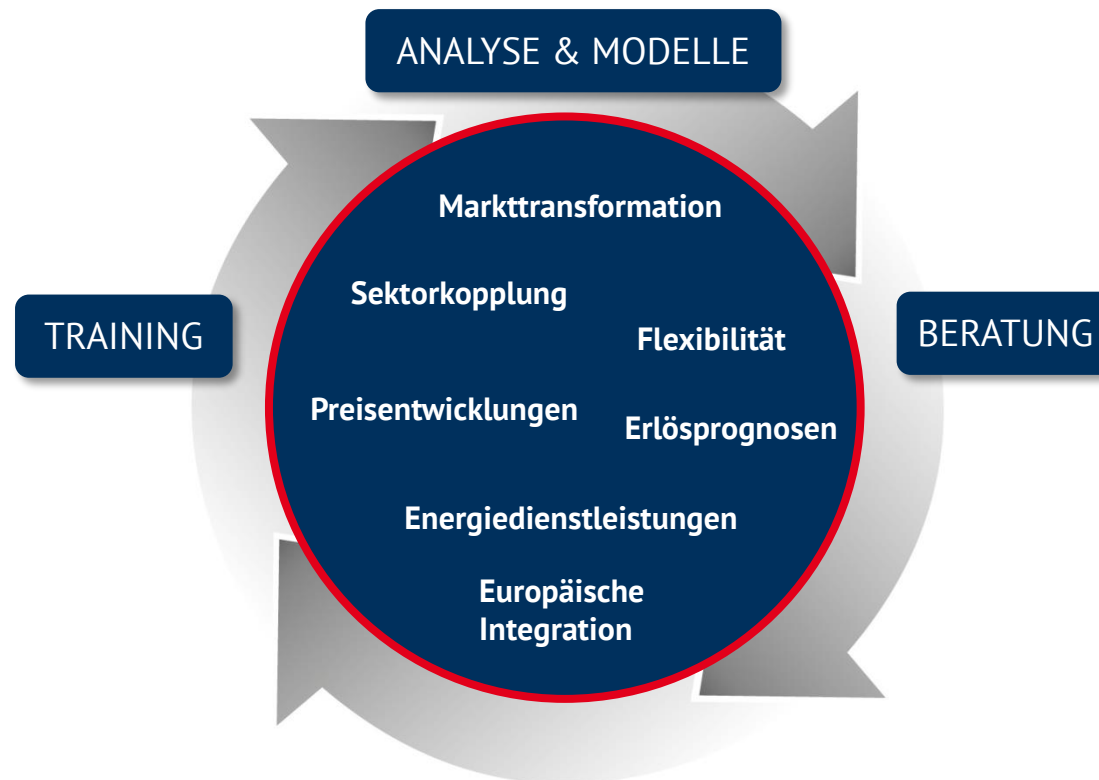 ANALYSE & MODELLE
Markttransformation
Sektorkopplung
TRAINING
Flexibilität
BERATUNG
Preisentwicklungen
Erlösprognosen
Energiedienstleistungen
Europäische
Integration